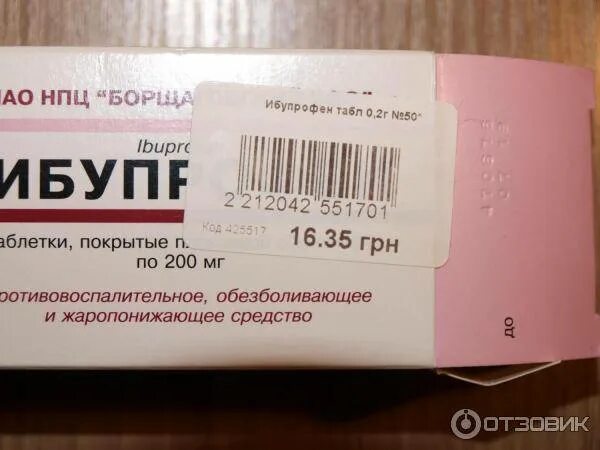 ПАО НПЦ "БОРЩА
Ибупрофен табл 0,2г №50*
Ibupro
ИБУПР
2 212042 551701
Код 425517
16.35 грн
аблетки, покрытые п
по 200 мг
ротивовоспалительное, обезболивающее
и жаропонижающее средство
до
ОТЗОВИК